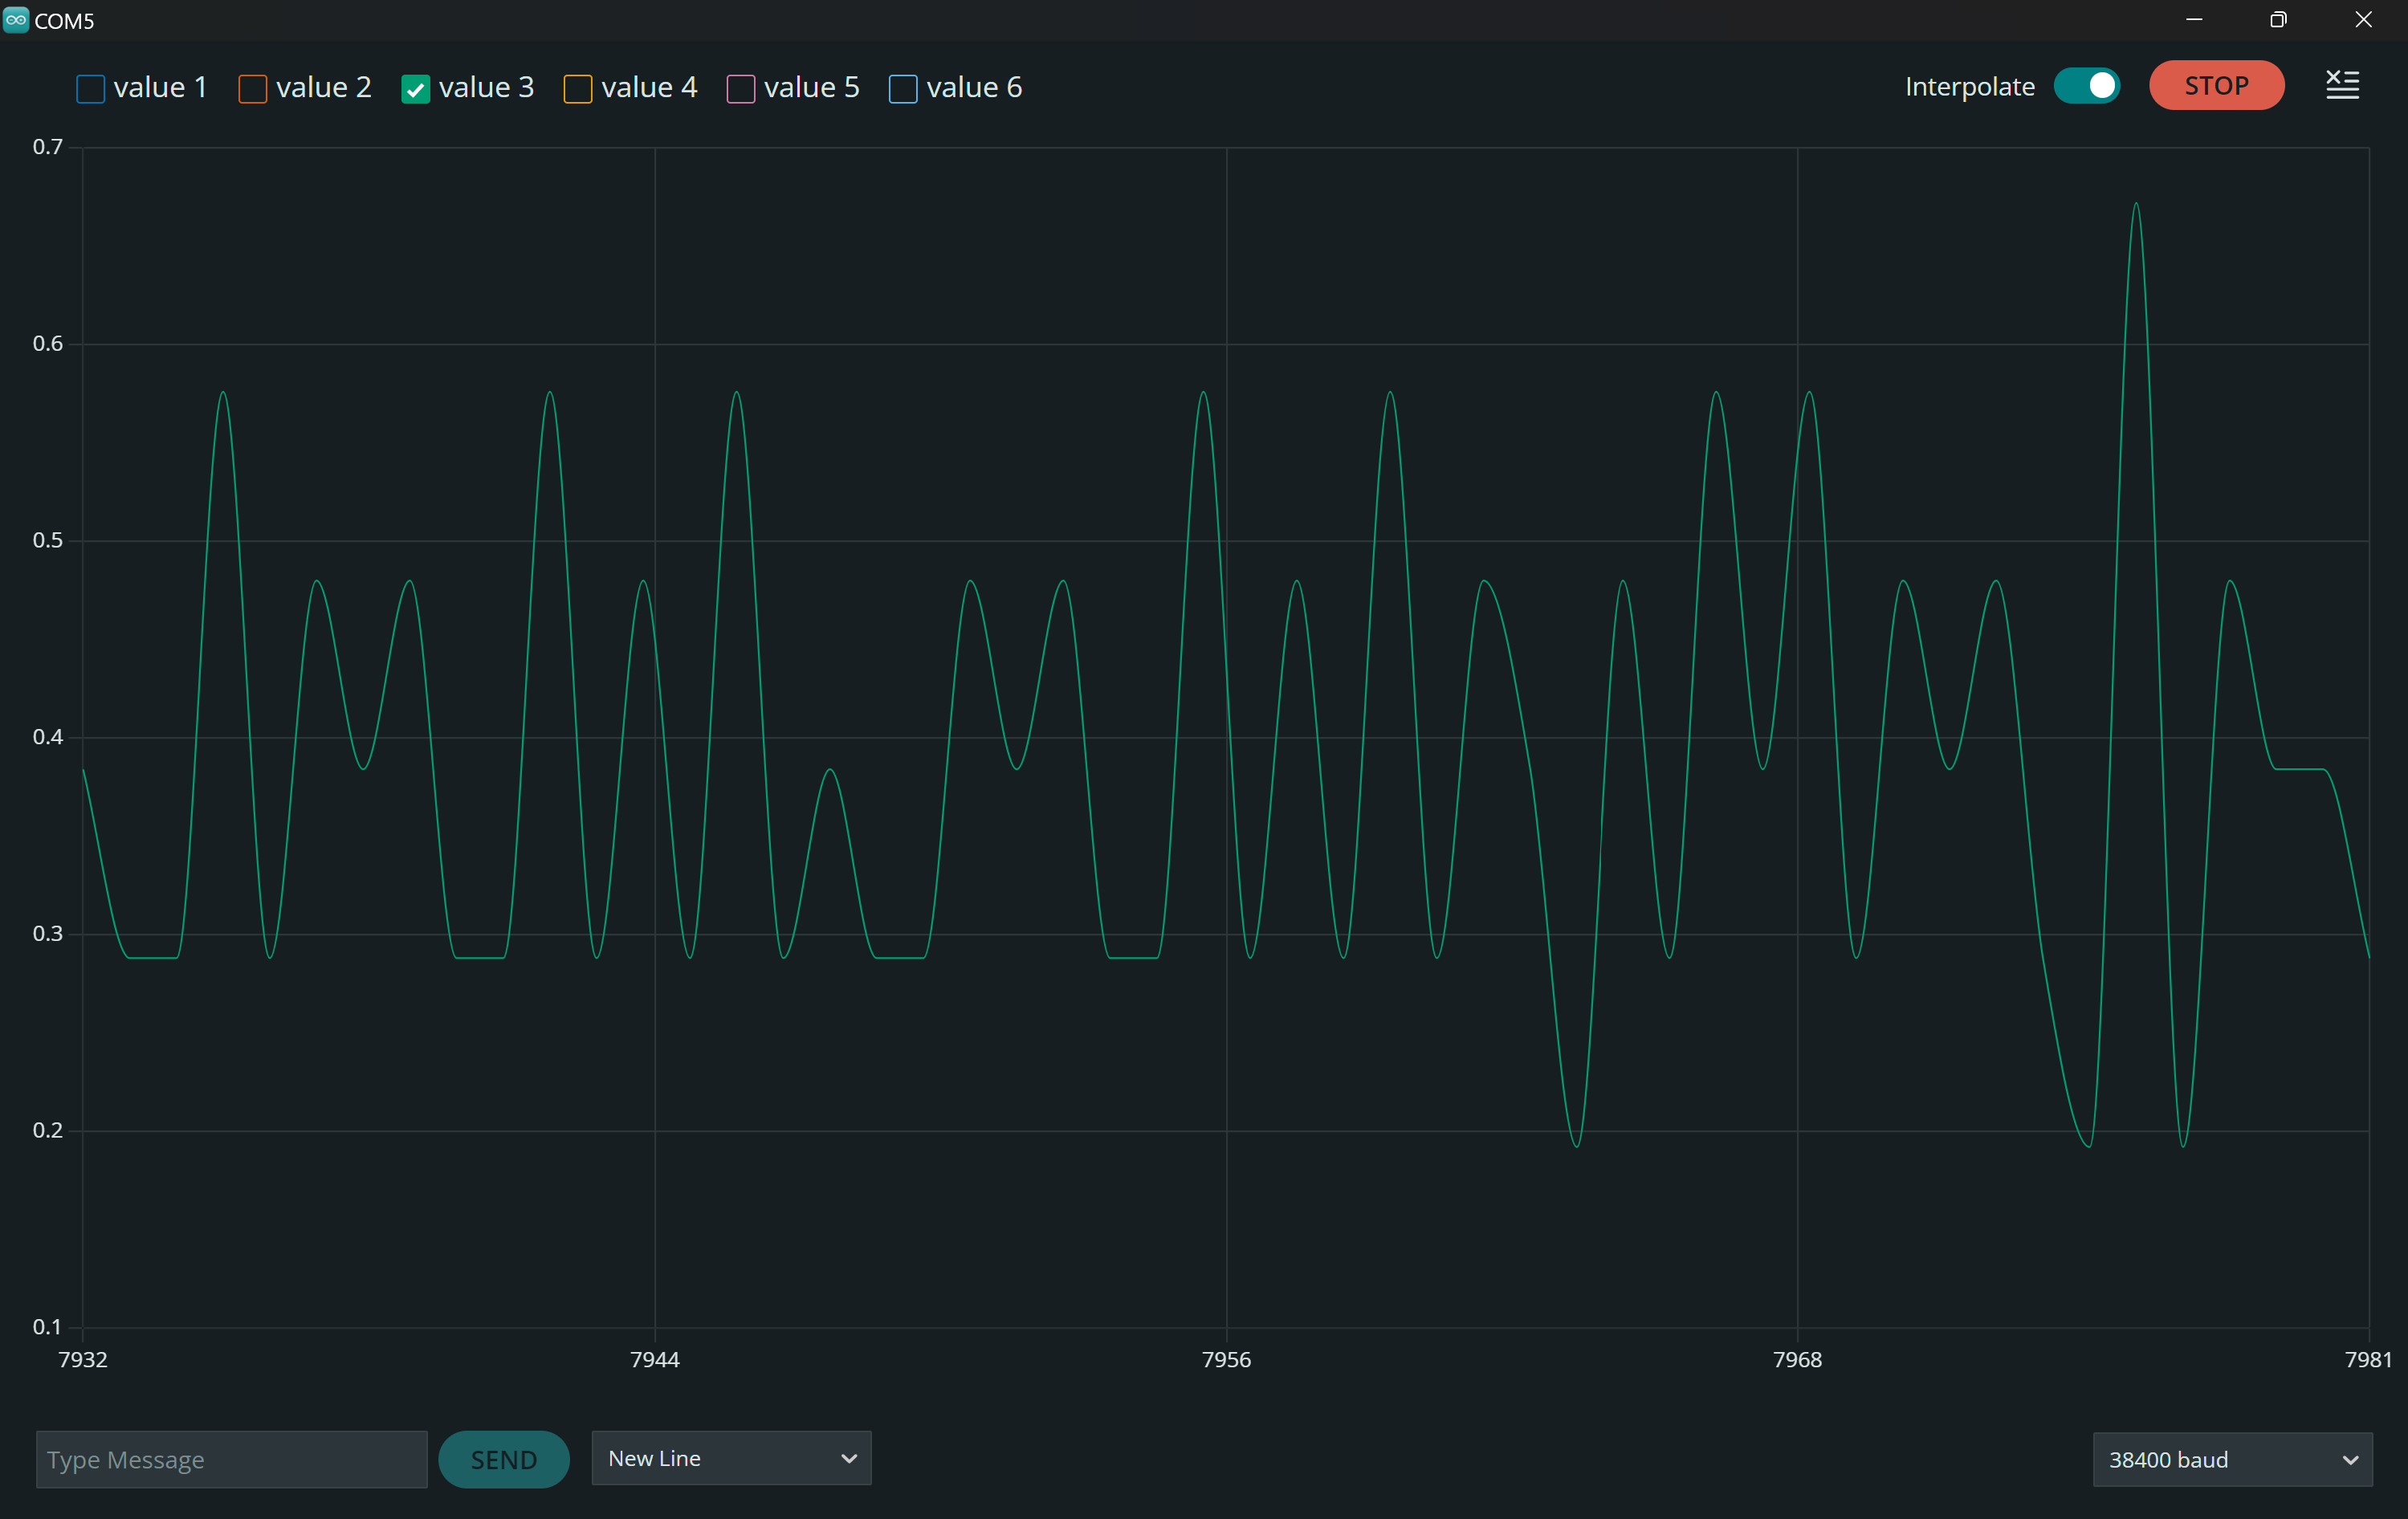 COM5
value 1 value 2 value 3 value 4 value 5 value 6 Interpolate STOP
0.7
0.6
0.5
0.4
0.3
0.2
0.1
7932 7944 7956 7968 7981
Type Message SEND New Line 38400 baud